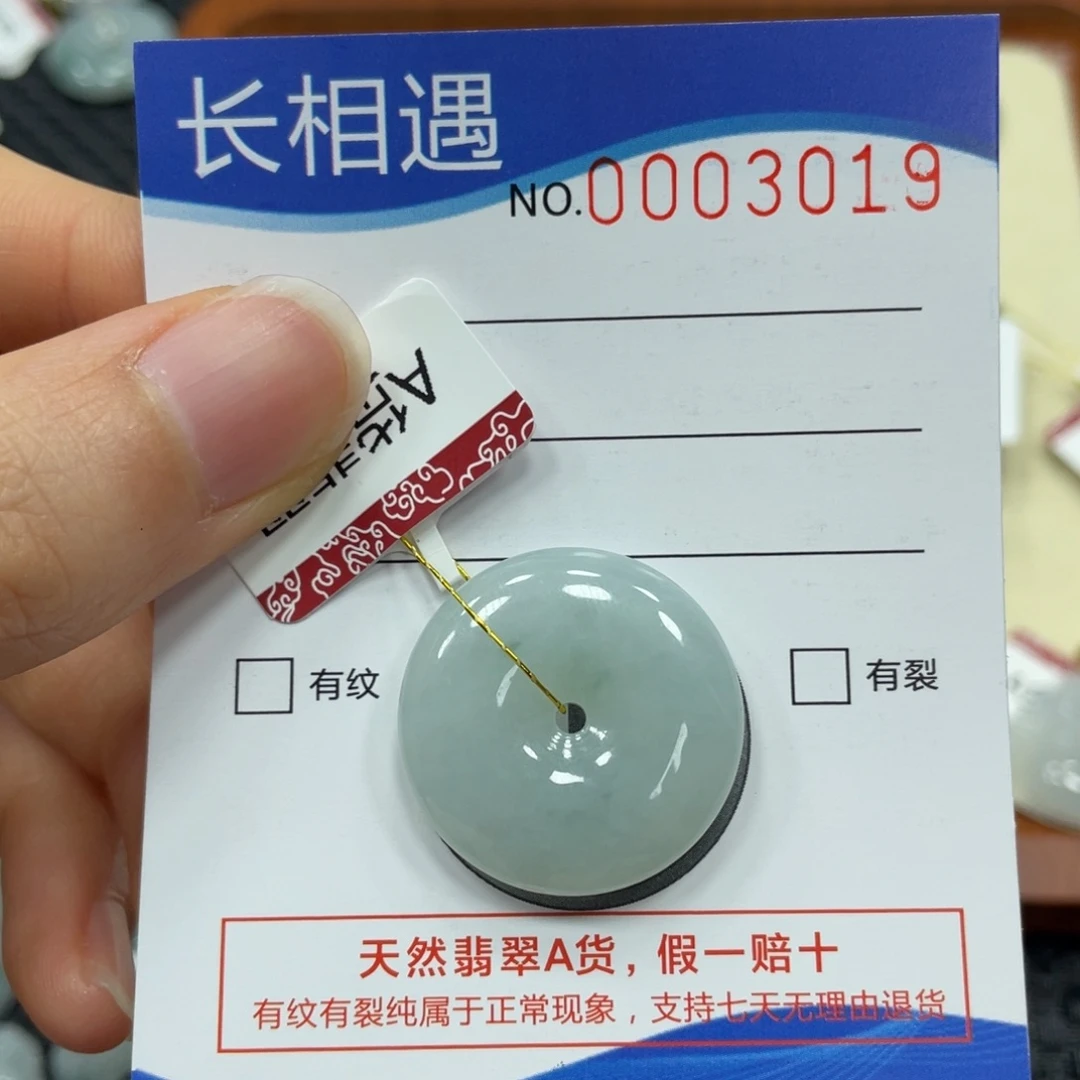 长相遇
NO.0003019
A货
有纹
有裂
天然翡翠A货，假一赔十
有纹有裂纯属于正常现象，支持七天无理由退货